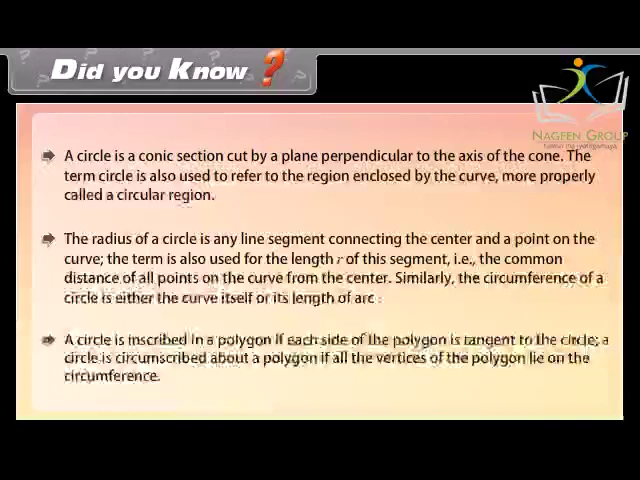 Did you Know ?
NAGFEN GROUP
A circle is a conic section cut by a plane perpendicular to the axis of the cone. The
term circle is also used to refer to the region enclosed by the curve, more properly
called a circular region.
The radius of a circle is any line segment connecting the center and a point on the
curve; the term is also used for the length r of this segment, i.e., the common
distance of all points on the curve from the center. Similarly, the circumference of a
circle is either the curve itself or its length of arc
A circle is inscribed in a polygon if each side of the polygon is tangent to the circle; a
circle is circumscribed about a polygon if all the vertices of the polygon lie on the
circumference.